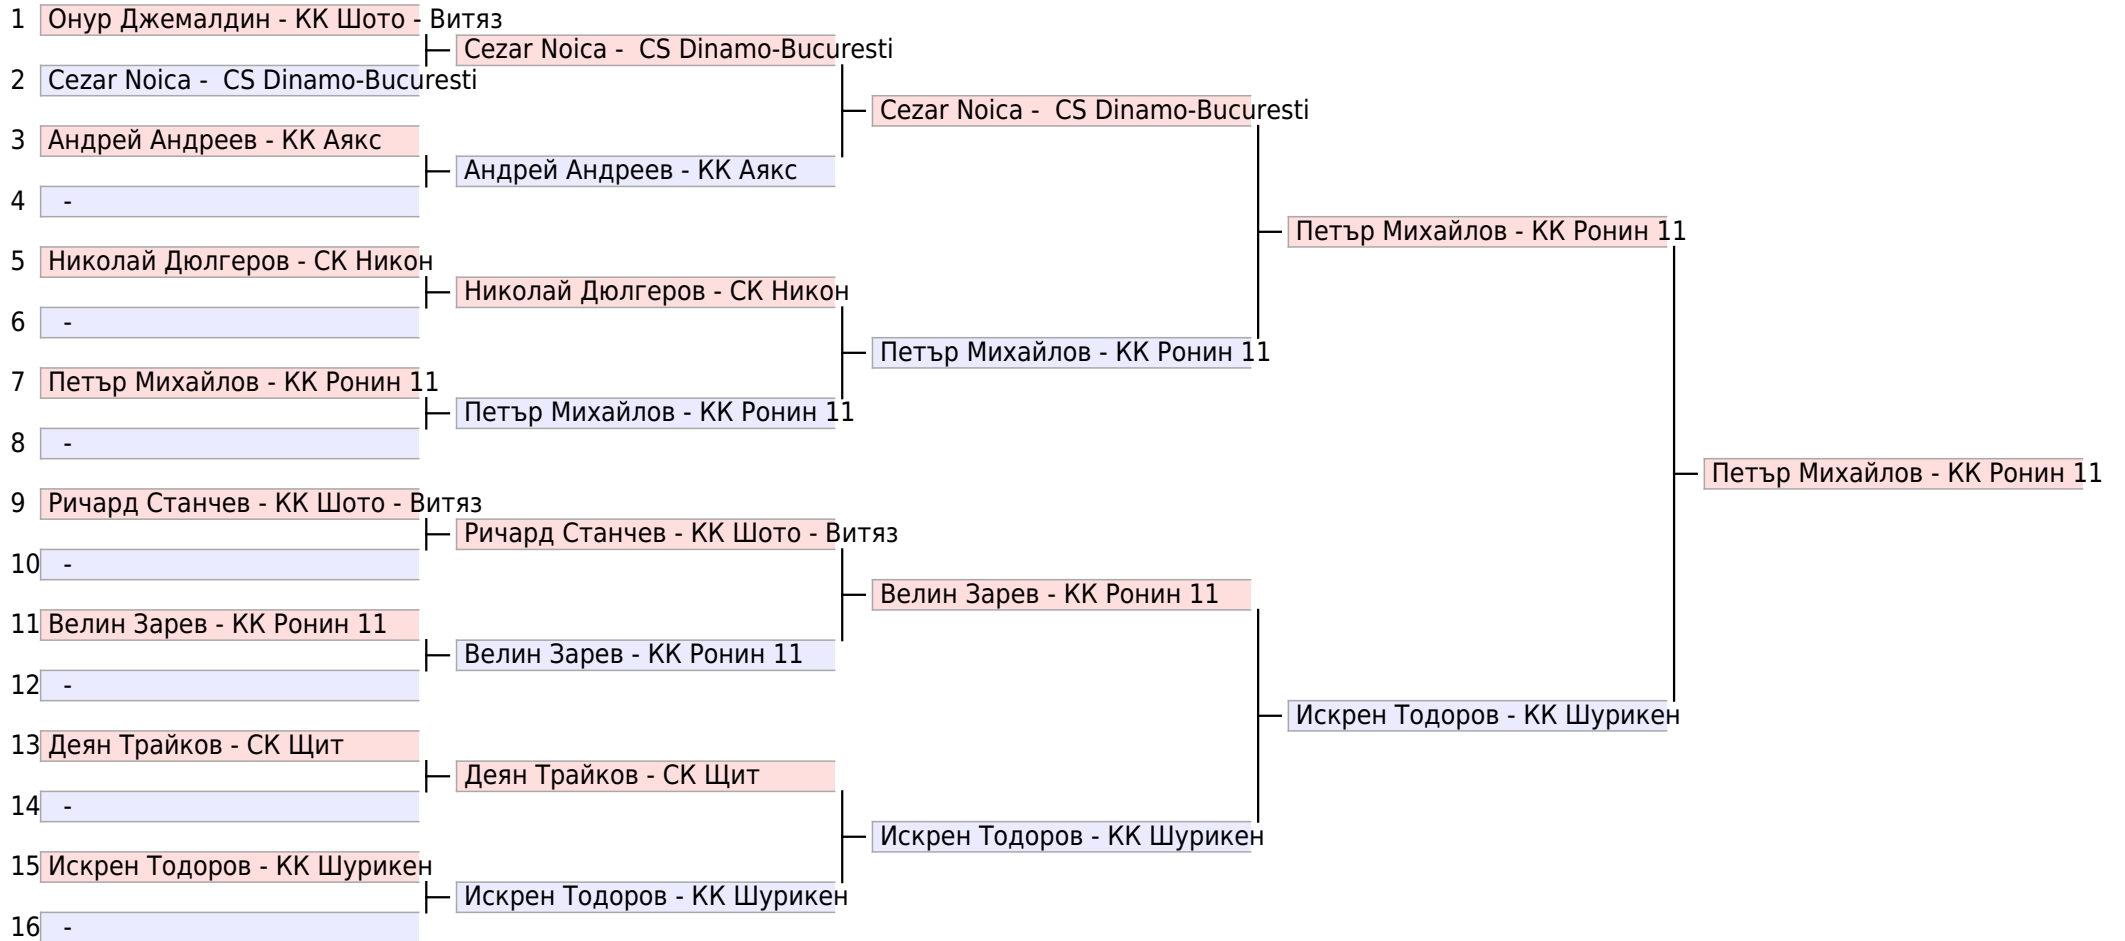 1 Онур Джемалдин - КК Шото - Витяз
Cezar Noica -  CS Dinamo-Bucuresti
2 Cezar Noica -  CS Dinamo-Bucuresti
Cezar Noica -  CS Dinamo-Bucuresti
3 Андрей Андреев - КК Аякс
Андрей Андреев - КК Аякс
4 -
Петър Михайлов - КК Ронин 11
5 Николай Дюлгеров - СК Никон
Николай Дюлгеров - СК Никон
6 -
Петър Михайлов - КК Ронин 11
7 Петър Михайлов - КК Ронин 11
Петър Михайлов - КК Ронин 11
8 -
Петър Михайлов - КК Ронин 11
9 Ричард Станчев - КК Шото - Витяз
Ричард Станчев - КК Шото - Витяз
10 -
Велин Зарев - КК Ронин 11
11 Велин Зарев - КК Ронин 11
Велин Зарев - КК Ронин 11
12 -
Искрен Тодоров - КК Шурикен
13 Деян Трайков - СК Щит
Деян Трайков - СК Щит
14 -
Искрен Тодоров - КК Шурикен
15 Искрен Тодоров - КК Шурикен
Искрен Тодоров - КК Шурикен
16 -